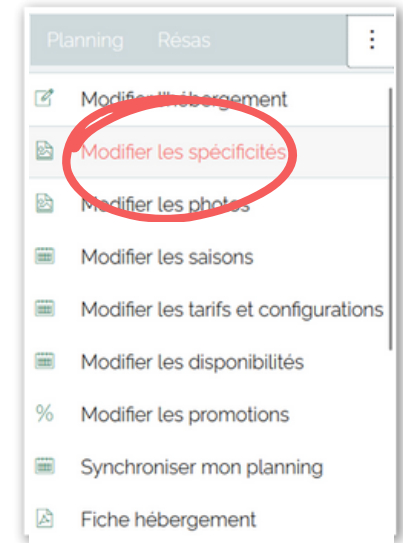 Planning Résas
Modifier l'hébergement
Modifier les spécificités
Modifier les photos
Modifier les saisons
Modifier les tarifs et configurations
Modifier les disponibilités
% Modifier les promotions
Synchroniser mon planning
Fiche hébergement